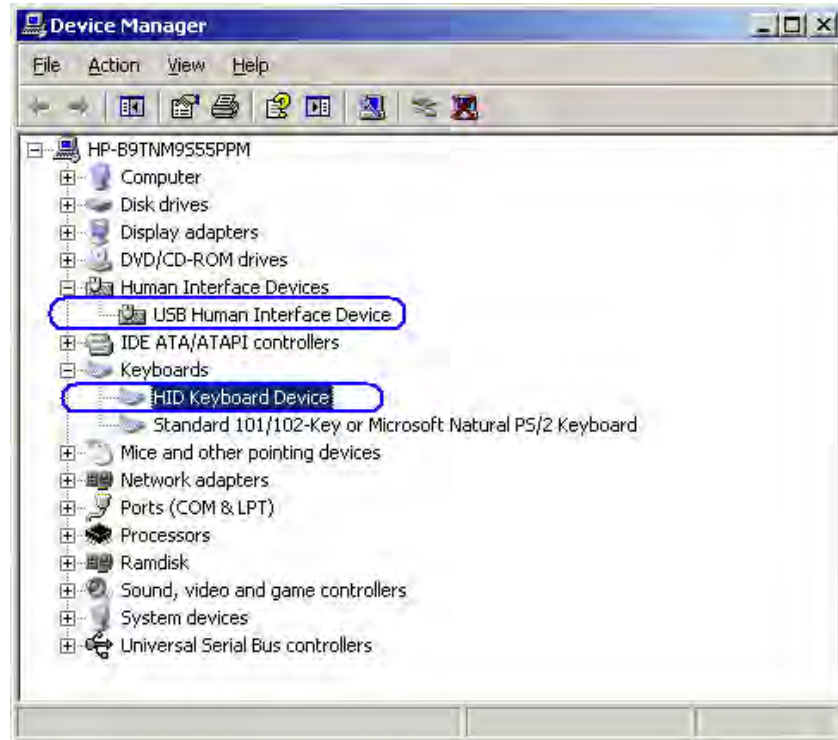 Device Manager
File Action View Help
HP-B9TNM9S55PPM
Computer
Disk drives
Display adapters
DVD/CD-ROM drives
Human Interface Devices
USB Human Interface Device
IDE ATA/ATAPI controllers
Keyboards
HID Keyboard Device
Standard 101/102-Key or Microsoft Natural PS/2 Keyboard
Mice and other pointing devices
Network adapters
Ports (COM & LPT)
Processors
Ramdisk
Sound, video and game controllers
System devices
Universal Serial Bus controllers